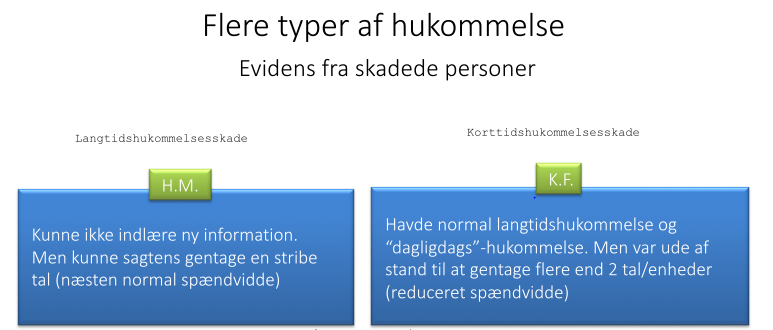 Flere typer af hukommelse
Evidens fra skadede personer
Langtidshukommelsesskade
Korttidshukommelsesskade
H.M.
Kunne ikke indlære ny information.
Men kunne sagtens gentage en stribe
tal (næsten normal spændvidde)
K.F.
Havde normal langtidshukommelse og
“dagligdags”-hukommelse. Men var ude af
stand til at gentage flere end 2 tal/enheder
(reduceret spændvidde)